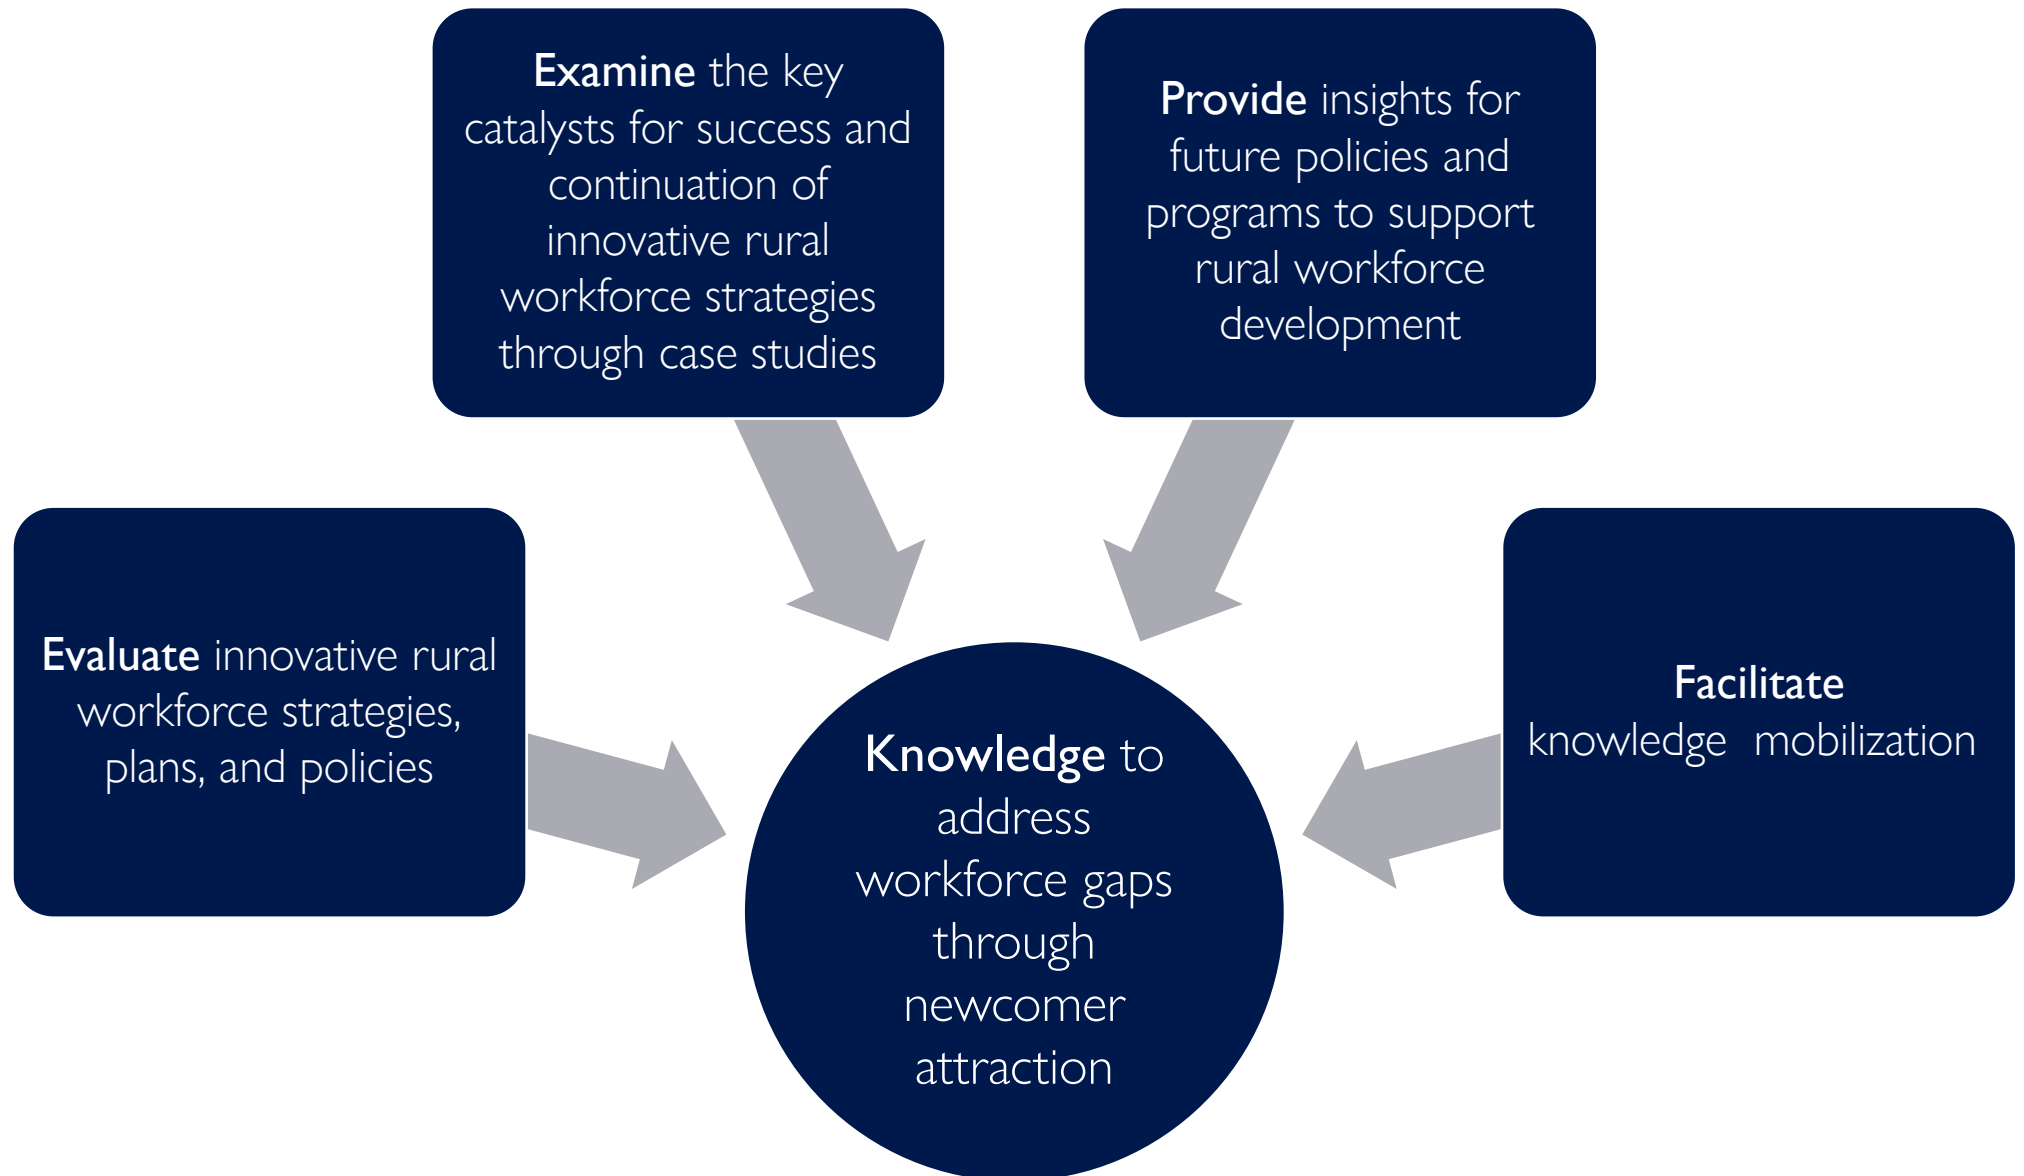 Examine the key
catalysts for success and
continuation of
innovative rural
workforce strategies
through case studies
Provide insights for
future policies and
programs to support
rural workforce
development
Evaluate innovative rural
workforce strategies,
plans, and policies
Facilitate
knowledge mobilization
Knowledge to
address
workforce gaps
through
newcomer
attraction